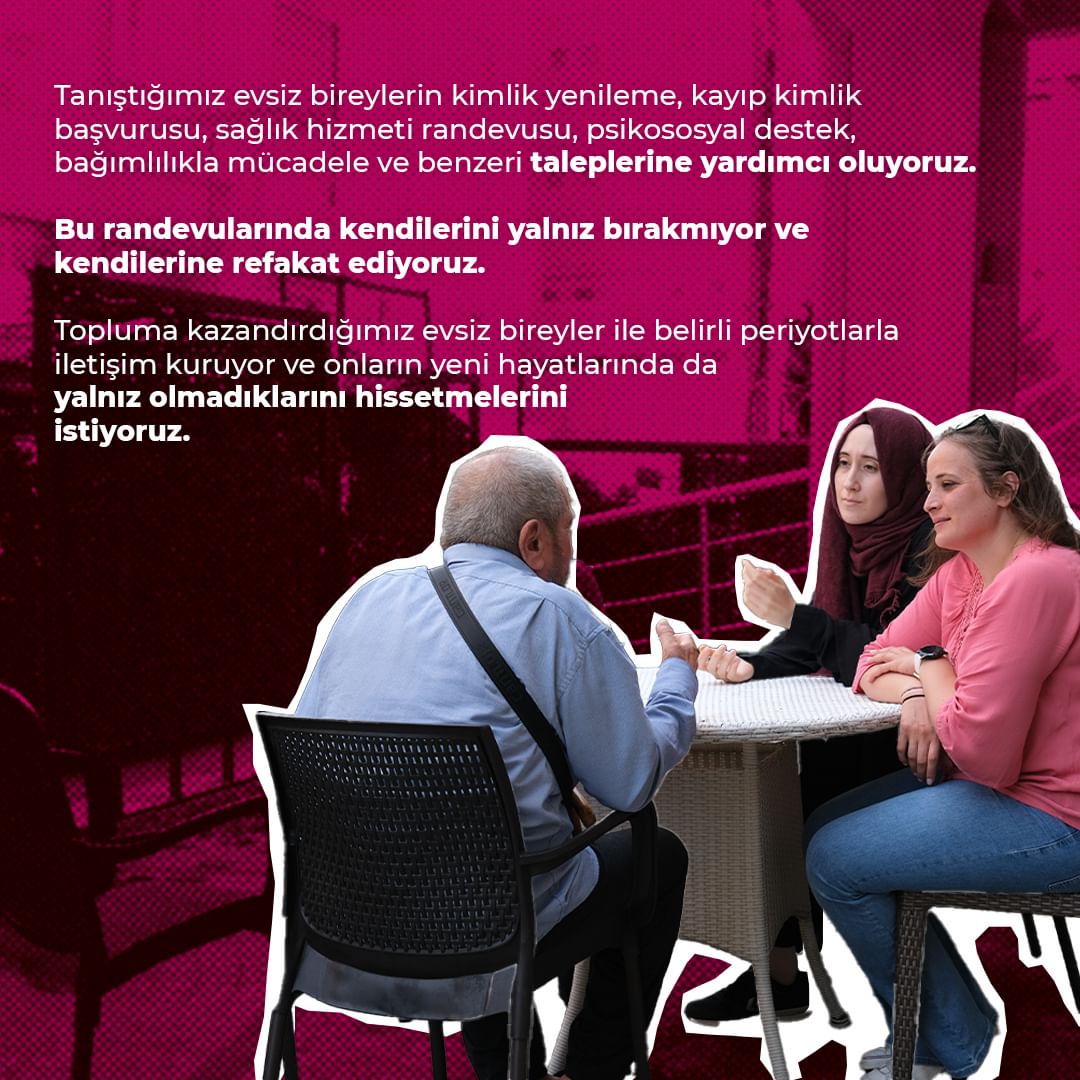 Tanıştığımız evsiz bireylerin kimlik yenileme, kayıp kimlik
başvurusu, sağlık hizmeti randevusu, psikososyal destek,
bağımlılıkla mücadele ve benzeri taleplerine yardımcı oluyoruz.
Bu randevularında kendilerini yalnız bırakmıyor ve
kendilerine refakat ediyoruz.
Topluma kazandırdığımız evsiz bireyler ile belirli periyotlarla
iletişim kuruyor ve onların yeni hayatlarında da
yalnız olmadıklarını hissetmelerini
istiyoruz.